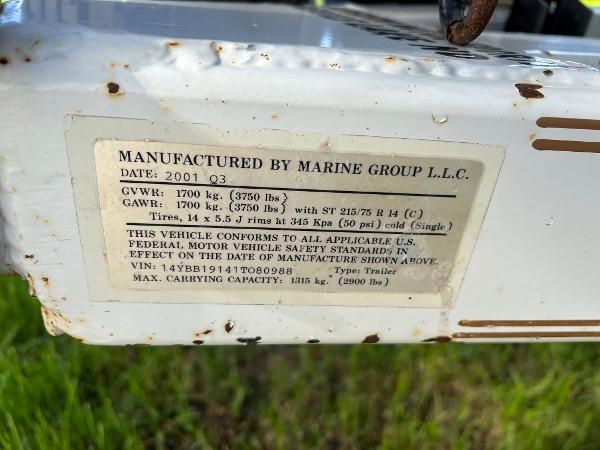 MANUFACTURED BY MARINE GROUP L.L.C.
DATE: 2001 Q3
GVWR: 1700 kg. (3750 lbs)
GAWR: 1700 kg. (3750 lbs) with ST 215/75 R 14 (C)
Tires, 14 x 5.5 J rims at 345 Kpa (50 psi) cold (Single)
THIS VEHICLE CONFORMS TO ALL APPLICABLE U.S.
FEDERAL MOTOR VEHICLE SAFETY STANDARDS IN
EFFECT ON THE DATE OF MANUFACTURE SHOWN ABOVE.
VIN: 14YBB19141TO80988 Type: Trailer
MAX. CARRYING CAPACITY: 1315 kg. (2900 lbs)